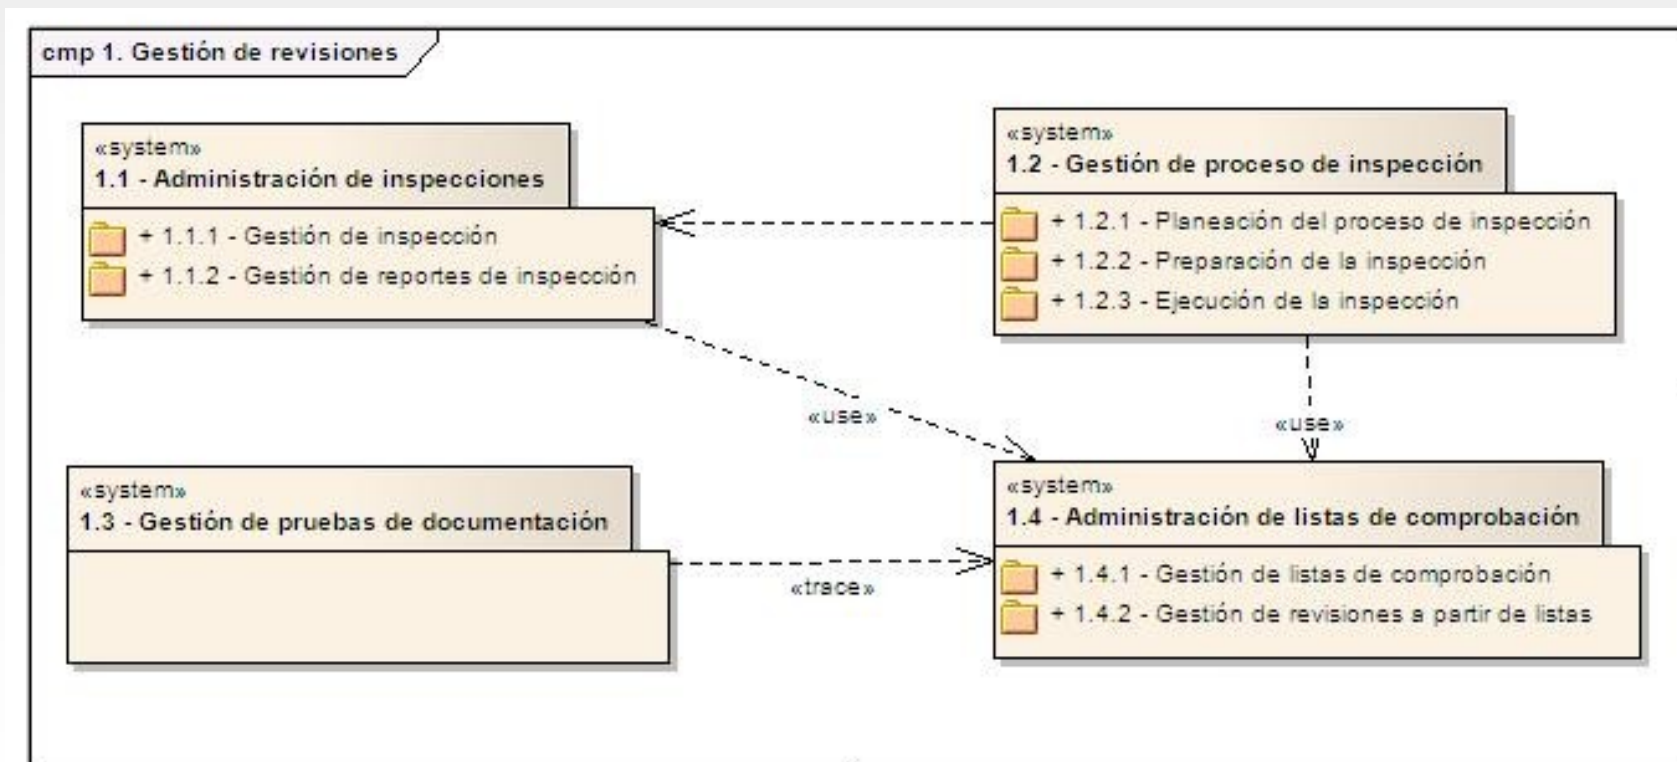 cmp 1. Gestión de revisiones
«system»
1.1 - Administración de inspecciones
+ 1.1.1 - Gestión de inspección
+ 1.1.2 - Gestión de reportes de inspección
«system»
1.2 - Gestión de proceso de inspección
+ 1.2.1 - Planeación del proceso de inspección
+ 1.2.2 - Preparación de la inspección
+ 1.2.3 - Ejecución de la inspección
«use»
«use»
«system»
1.3 - Gestión de pruebas de documentación
«trace»
«system»
1.4 - Administración de listas de comprobación
+ 1.4.1 - Gestión de listas de comprobación
+ 1.4.2 - Gestión de revisiones a partir de listas